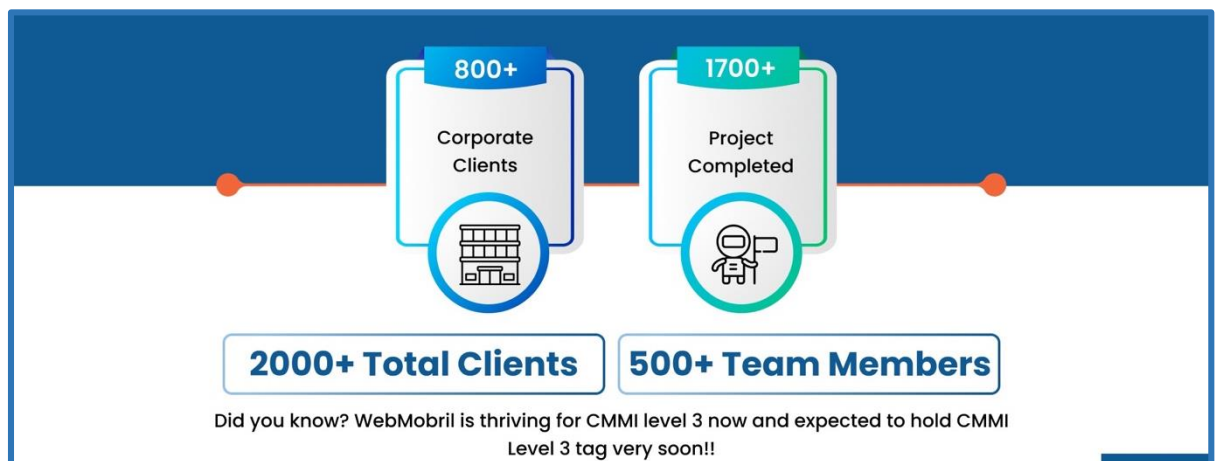 800+
1700+
Corporate
Clients
Project
Completed
2000+ Total Clients
500+ Team Members
Did you know? WebMobril is thriving for CMMI level 3 now and expected to hold CMMI
Level 3 tag very soon!!